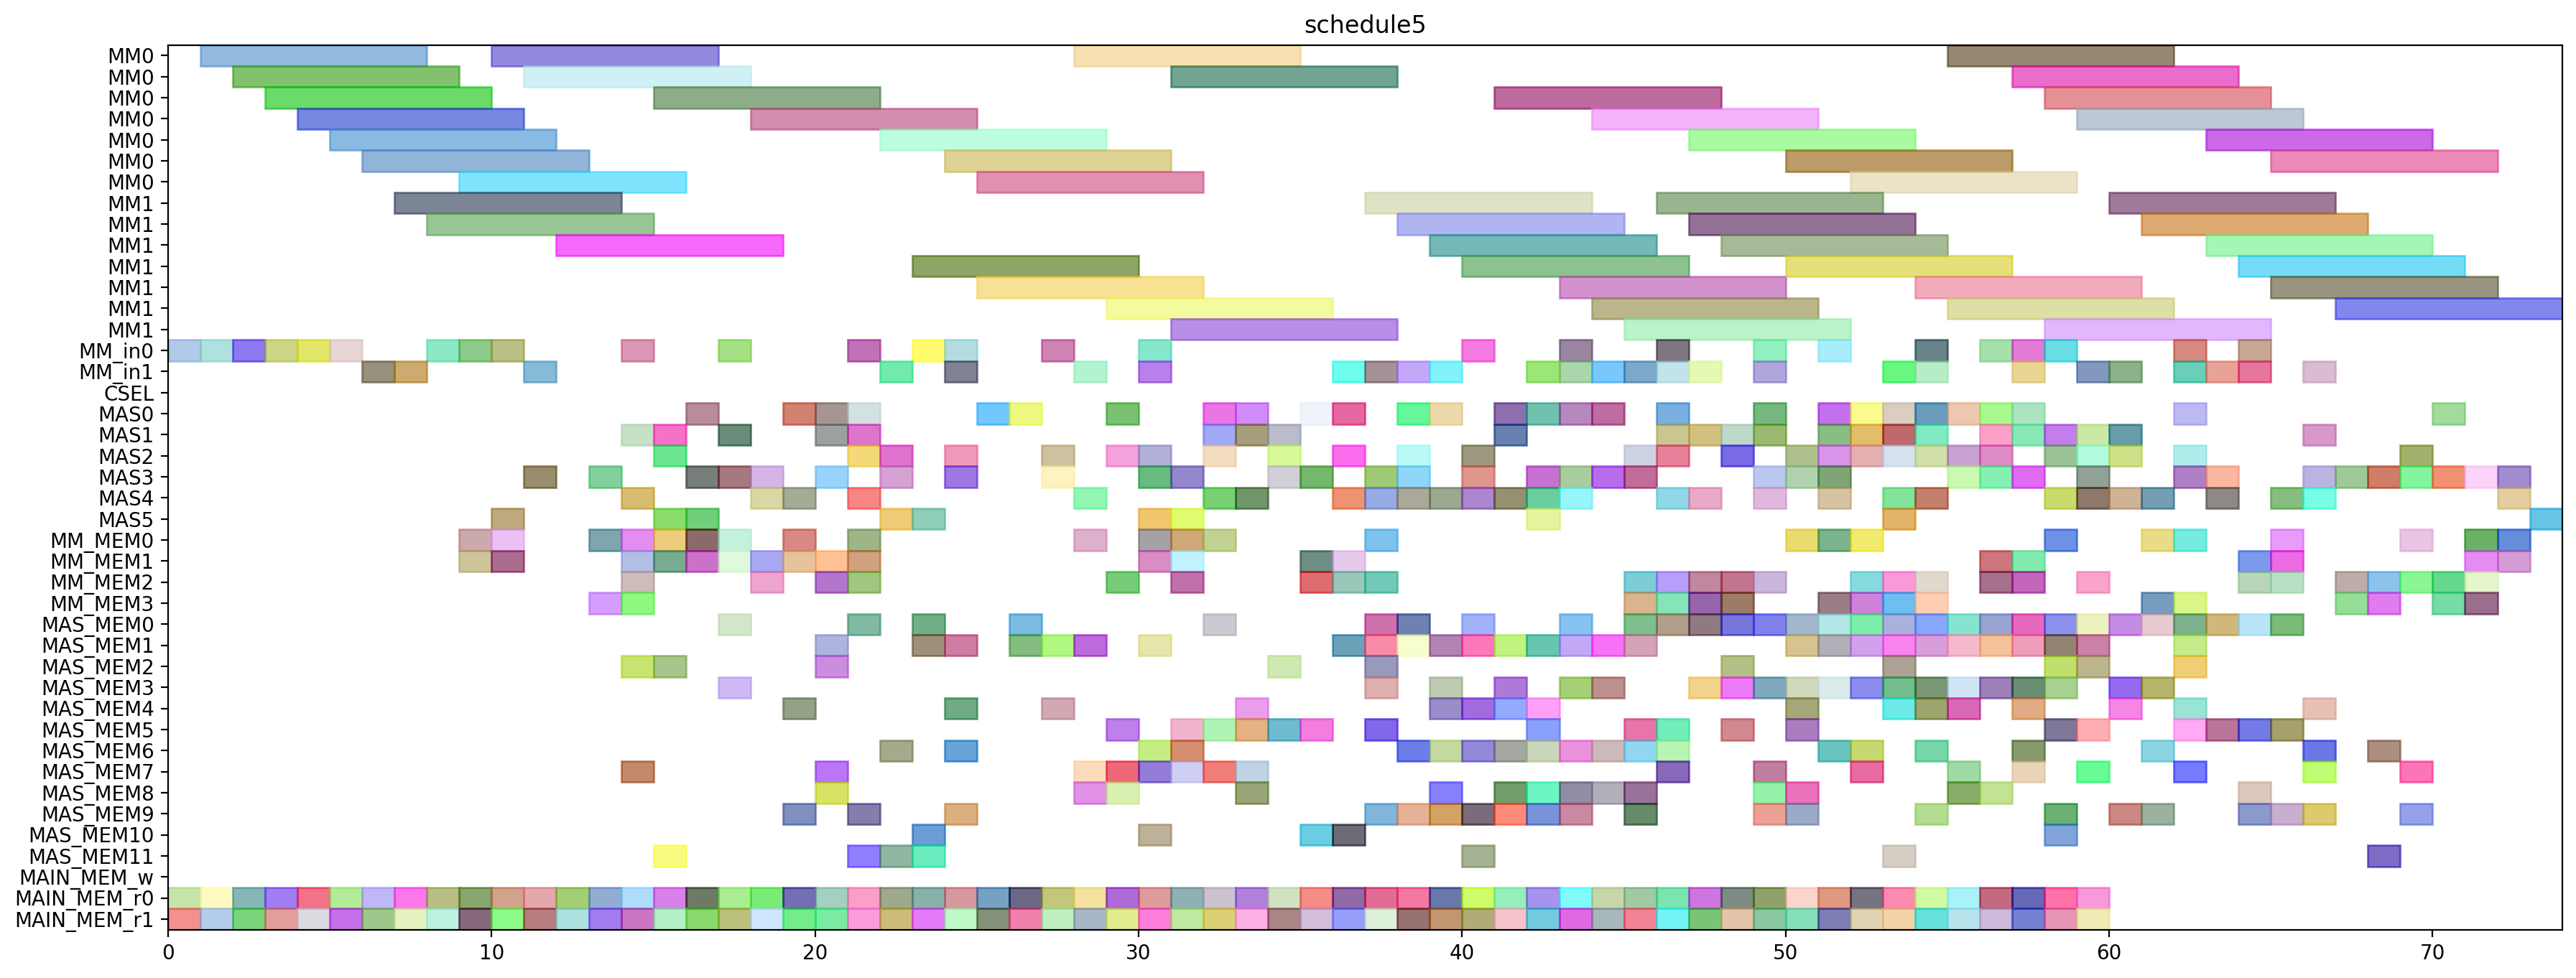 schedule5
MM0
MM0
MM0
MM0
MM0
MM0
MM0
MM1
MM1
MM1
MM1
MM1
MM1
MM1
MM_in0
MM_in1
CSEL
MAS0
MAS1
MAS2
MAS3
MAS4
MAS5
MM_MEM0
MM_MEM1
MM_MEM2
MM_MEM3
MAS_MEM0
MAS_MEM1
MAS_MEM2
MAS_MEM3
MAS_MEM4
MAS_MEM5
MAS_MEM6
MAS_MEM7
MAS_MEM8
MAS_MEM9
MAS_MEM10
MAS_MEM11
MAIN_MEM_w
MAIN_MEM_r0
MAIN_MEM_r1
0 10 20 30 40 50 60 70